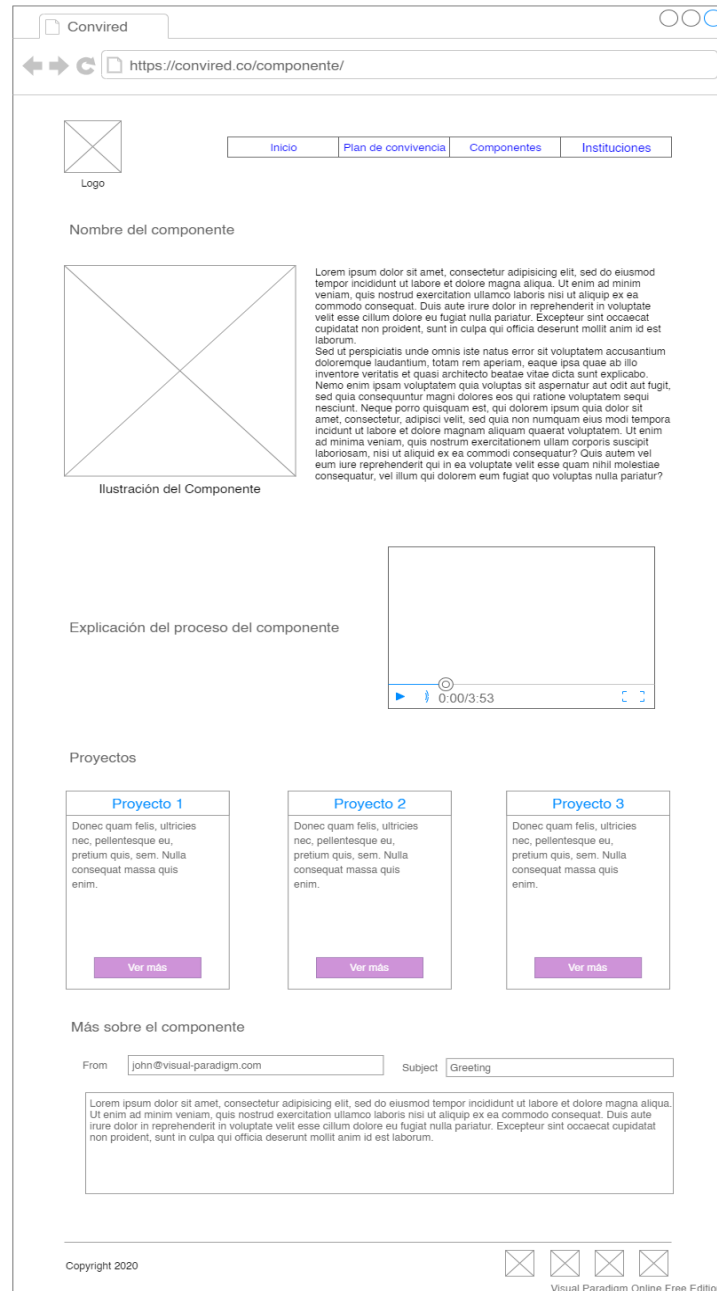 Convired
https://convired.co/componente/
Inicio
Plan de convivencia
Componentes
Instituciones
Logo
Nombre del componente
Lorem ipsum dolor sit amet, consectetur adipisicing elit, sed do eiusmod
tempor incididunt ut labore et dolore magna aliqua. Ut enim ad minim
veniam, quis nostrud exercitation ullamco laboris nisi ut aliquip ex ea
commodo consequat. Duis aute irure dolor in reprehenderit in voluptate
velit esse cillum dolore eu fugiat nulla pariatur. Excepteur sint occaecat
cupidatat non proident, sunt in culpa qui officia deserunt mollit anim id est
laborum.
Sed ut perspiciatis unde omnis iste natus error sit voluptatem accusantium
doloremque laudantium, totam rem aperiam, eaque ipsa quae ab illo
inventore veritatis et quasi architecto beatae vitae dicta sunt explicabo.
Nemo enim ipsam voluptatem quia voluptas sit aspernatur aut odit aut fugit,
sed quia consequuntur magni dolores eos qui ratione voluptatem sequi
nesciunt. Neque porro quisquam est, qui dolorem ipsum quia dolor sit
amet, consectetur, adipisci velit, sed quia non numquam eius modi tempora
incidunt ut labore et dolore magnam aliquam quaerat voluptatem. Ut enim
ad minima veniam, quis nostrum exercitationem ullam corporis suscipit
laboriosam, nisi ut aliquid ex ea commodi consequatur? Quis autem vel
eum iure reprehenderit qui in ea voluptate velit esse quam nihil molestiae
consequatur, vel illum qui dolorem eum fugiat quo voluptas nulla pariatur?
Ilustración del Componente
Explicación del proceso del componente
0:00/3:53
Proyectos
Proyecto 1
Donec quam felis, ultricies
nec, pellentesque eu,
pretium quis, sem. Nulla
consequat massa quis
enim.
Ver más
Proyecto 2
Donec quam felis, ultricies
nec, pellentesque eu,
pretium quis, sem. Nulla
consequat massa quis
enim.
Ver más
Proyecto 3
Donec quam felis, ultricies
nec, pellentesque eu,
pretium quis, sem. Nulla
consequat massa quis
enim.
Ver más
Más sobre el componente
From
john@visual-paradigm.com
Subject
Greeting
Lorem ipsum dolor sit amet, consectetur adipisicing elit, sed do eiusmod tempor incididunt ut labore et dolore magna aliqua.
Ut enim ad minim veniam, quis nostrud exercitation ullamco laboris nisi ut aliquip ex ea commodo consequat. Duis aute
irure dolor in reprehenderit in voluptate velit esse cillum dolore eu fugiat nulla pariatur. Excepteur sint occaecat cupidatat
non proident, sunt in culpa qui officia deserunt mollit anim id est laborum.
Copyright 2020
Visual Paradigm Online Free Edition